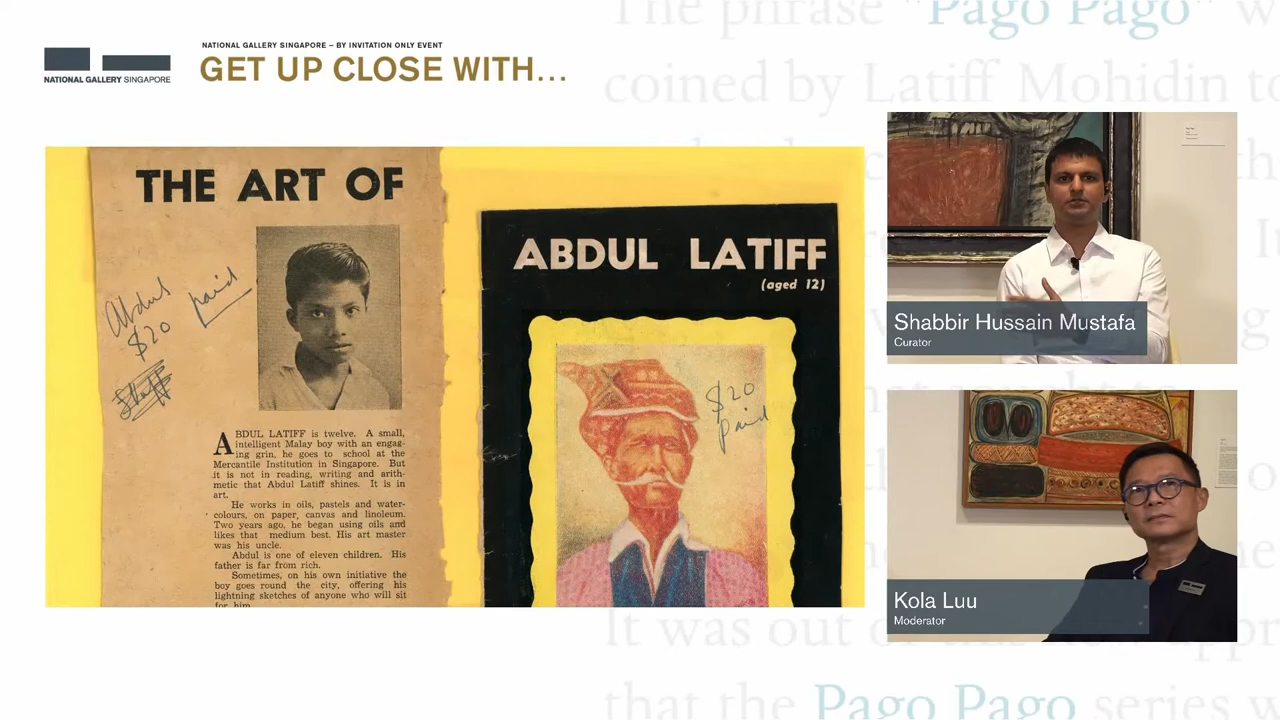 The phrase "Pago Pago" w
coined by Latiff Mohidin to
NATIONAL GALLERY SINGAPORE
NATIONAL GALLERY SINGAPORE – BY INVITATION ONLY EVENT
GET UP CLOSE WITH...
THE ART OF
Abdul
$20
paid
ABDUL LATIFF is twelve. A small,
intelligent Malay boy with an engag-
ing grin, he goes to school at the
Mercantile Institution in Singapore. But
it is not in reading, writing and arith-
metic that Abdul Latiff shines. It is in
art.
He works in oils, pastels and water-
colours, on paper, canvas and linoleum.
Two years ago, he began using oils and
likes that medium best. His art master
was his uncle.
Abdul is one of eleven children. His
father is far from rich.
Sometimes, on his own initiative the
boy goes round the city, offering his
lightning sketches of anyone who will sit
for him
ABDUL LATIFF
(aged 12)
$20
paid
Shabbir Hussain Mustafa
Curator
Kola Luu
Moderator
It was out
that the Pago Pago series w